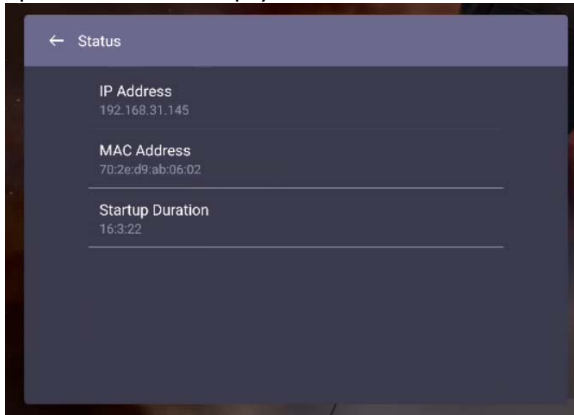 ← Status
IP Address
192.168.31.145
MAC Address
70:2e:d9:ab:06:02
Startup Duration
16:3:22